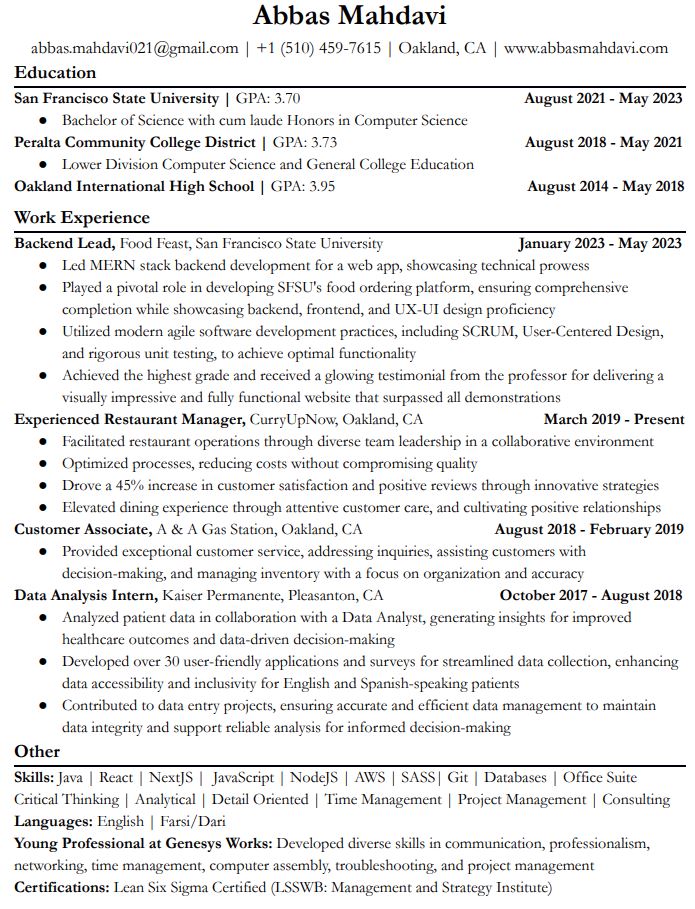 Abbas Mahdavi
abbas.mahdavi021@gmail.com | +1 (510) 459-7615 | Oakland, CA | www.abbasmahdavi.com
Education
San Francisco State University | GPA: 3.70 August 2021 - May 2023
● Bachelor of Science with cum laude Honors in Computer Science
Peralta Community College District | GPA: 3.73 August 2018 - May 2021
● Lower Division Computer Science and General College Education
Oakland International High School | GPA: 3.95 August 2014 - May 2018
Work Experience
Backend Lead, Food Feast, San Francisco State University January 2023 - May 2023
● Led MERN stack backend development for a web app, showcasing technical prowess
● Played a pivotal role in developing SFSU's food ordering platform, ensuring comprehensive
completion while showcasing backend, frontend, and UX-UI design proficiency
● Utilized modern agile software development practices, including SCRUM, User-Centered Design,
and rigorous unit testing, to achieve optimal functionality
● Achieved the highest grade and received a glowing testimonial from the professor for delivering a
visually impressive and fully functional website that surpassed all demonstrations
Experienced Restaurant Manager, CurryUpNow, Oakland, CA March 2019 - Present
● Facilitated restaurant operations through diverse team leadership in a collaborative environment
● Optimized processes, reducing costs without compromising quality
● Drove a 45% increase in customer satisfaction and positive reviews through innovative strategies
● Elevated dining experience through attentive customer care, and cultivating positive relationships
Customer Associate, A & A Gas Station, Oakland, CA August 2018 - February 2019
● Provided exceptional customer service, addressing inquiries, assisting customers with
decision-making, and managing inventory with a focus on organization and accuracy
Data Analysis Intern, Kaiser Permanente, Pleasanton, CA October 2017 - August 2018
● Analyzed patient data in collaboration with a Data Analyst, generating insights for improved
healthcare outcomes and data-driven decision-making
● Developed over 30 user-friendly applications and surveys for streamlined data collection, enhancing
data accessibility and inclusivity for English and Spanish-speaking patients
● Contributed to data entry projects, ensuring accurate and efficient data management to maintain
data integrity and support reliable analysis for informed decision-making
Other
Skills: Java | React | NextJS | JavaScript | NodeJS | AWS | SASS| Git | Databases | Office Suite
Critical Thinking | Analytical | Detail Oriented | Time Management | Project Management | Consulting
Languages: English | Farsi/Dari
Young Professional at Genesys Works: Developed diverse skills in communication, professionalism,
networking, time management, computer assembly, troubleshooting, and project management
Certifications: Lean Six Sigma Certified (LSSWB: Management and Strategy Institute)